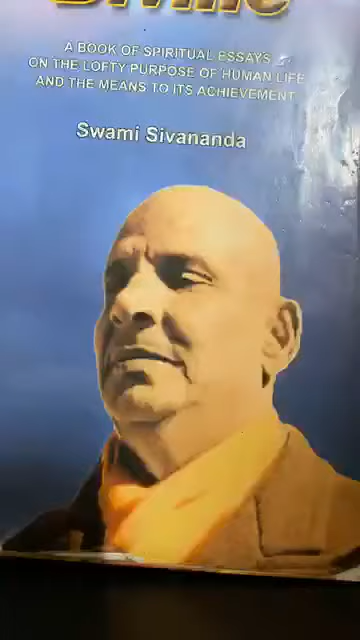 Divine
A BOOK OF SPIRITUAL ESSAYS
ON THE LOFTY PURPOSE OF HUMAN LIFE
AND THE MEANS TO ITS ACHIEVEMENT
Swami Sivananda